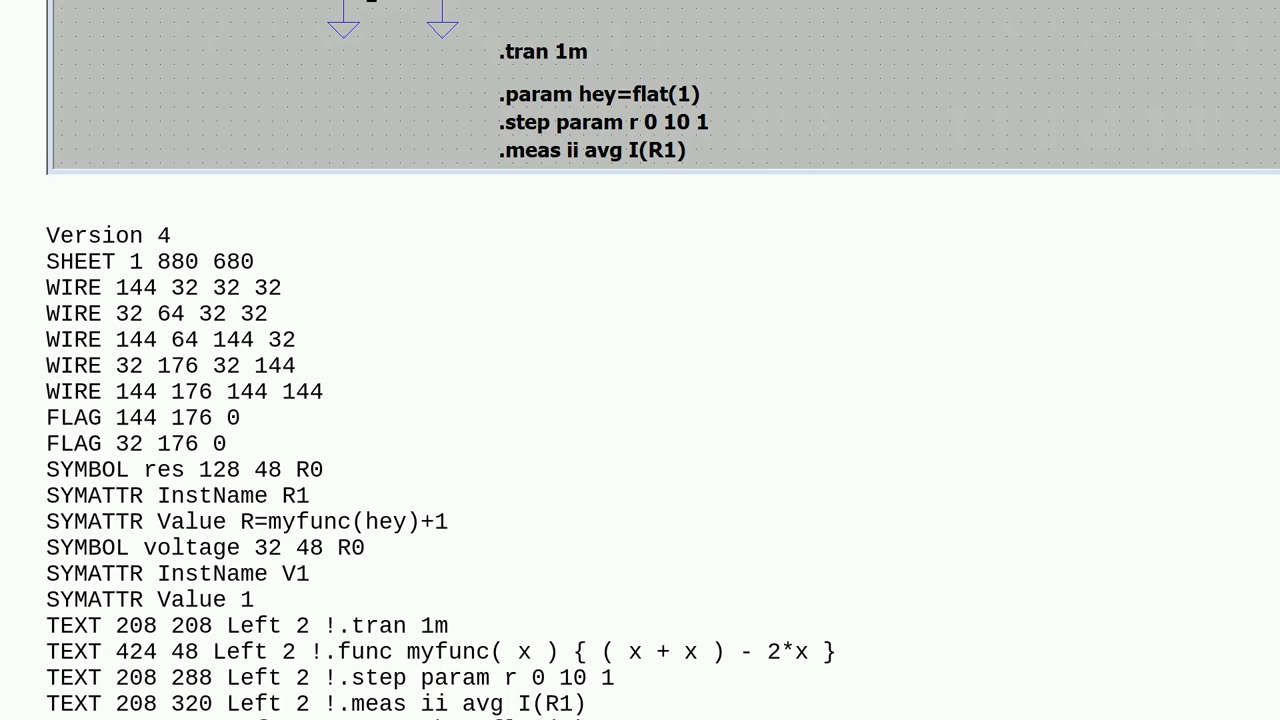 .tran 1m
.param hey=flat(1)
.step param r 0 10 1
.meas ii avg I(R1)
Version 4
SHEET 1 880 680
WIRE 144 32 32 32
WIRE 32 64 32 32
WIRE 144 64 144 32
WIRE 32 176 32 144
WIRE 144 176 144 144
FLAG 144 176 0
FLAG 32 176 0
SYMBOL res 128 48 R0
SYMATTR InstName R1
SYMATTR Value R=myfunc(hey)+1
SYMBOL voltage 32 48 R0
SYMATTR InstName V1
SYMATTR Value 1
TEXT 208 208 Left 2 !.tran 1m
TEXT 424 48 Left 2 !.func myfunc( x ) { ( x + x ) - 2*x }
TEXT 208 288 Left 2 !.step param r 0 10 1
TEXT 208 320 Left 2 !.meas ii avg I(R1)